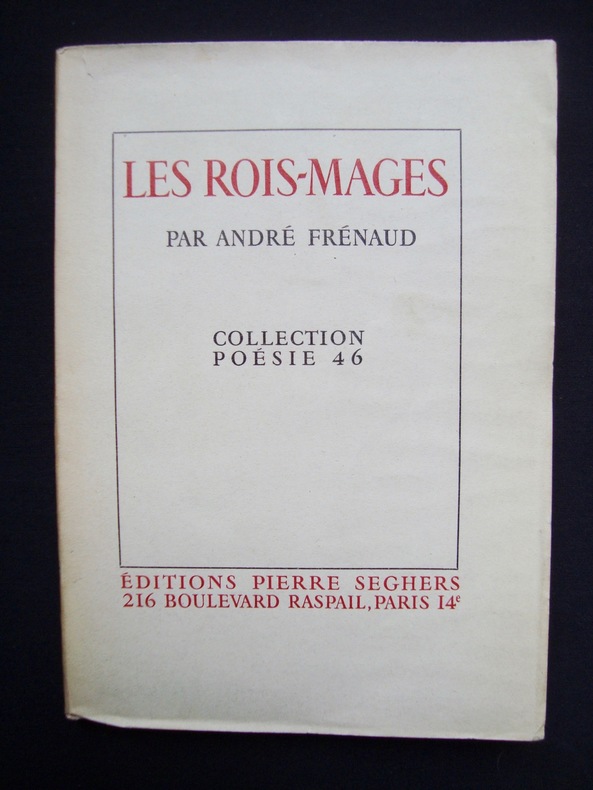 LES ROIS-MAGES
PAR ANDRÉ FRÉNAUD
COLLECTION
POÉSIE 46
ÉDITIONS PIERRE SEGHERS
216 BOULEVARD RASPAIL, PARIS 14e